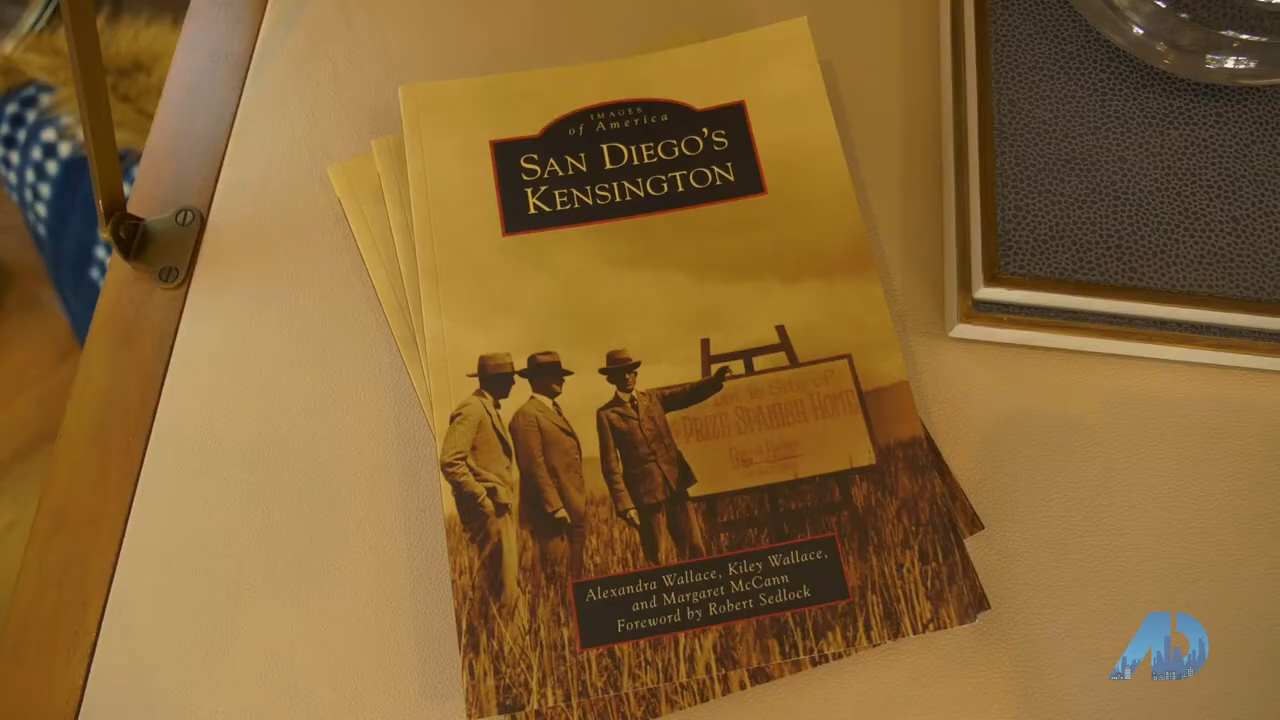 IMAGES
of America
SAN DIEGO'S
KENSINGTON
PRIZE SPANISH HOME
Alexandra Wallace, Kiley Wallace,
and Margaret McCann
Foreword by Robert Sedlock
AD